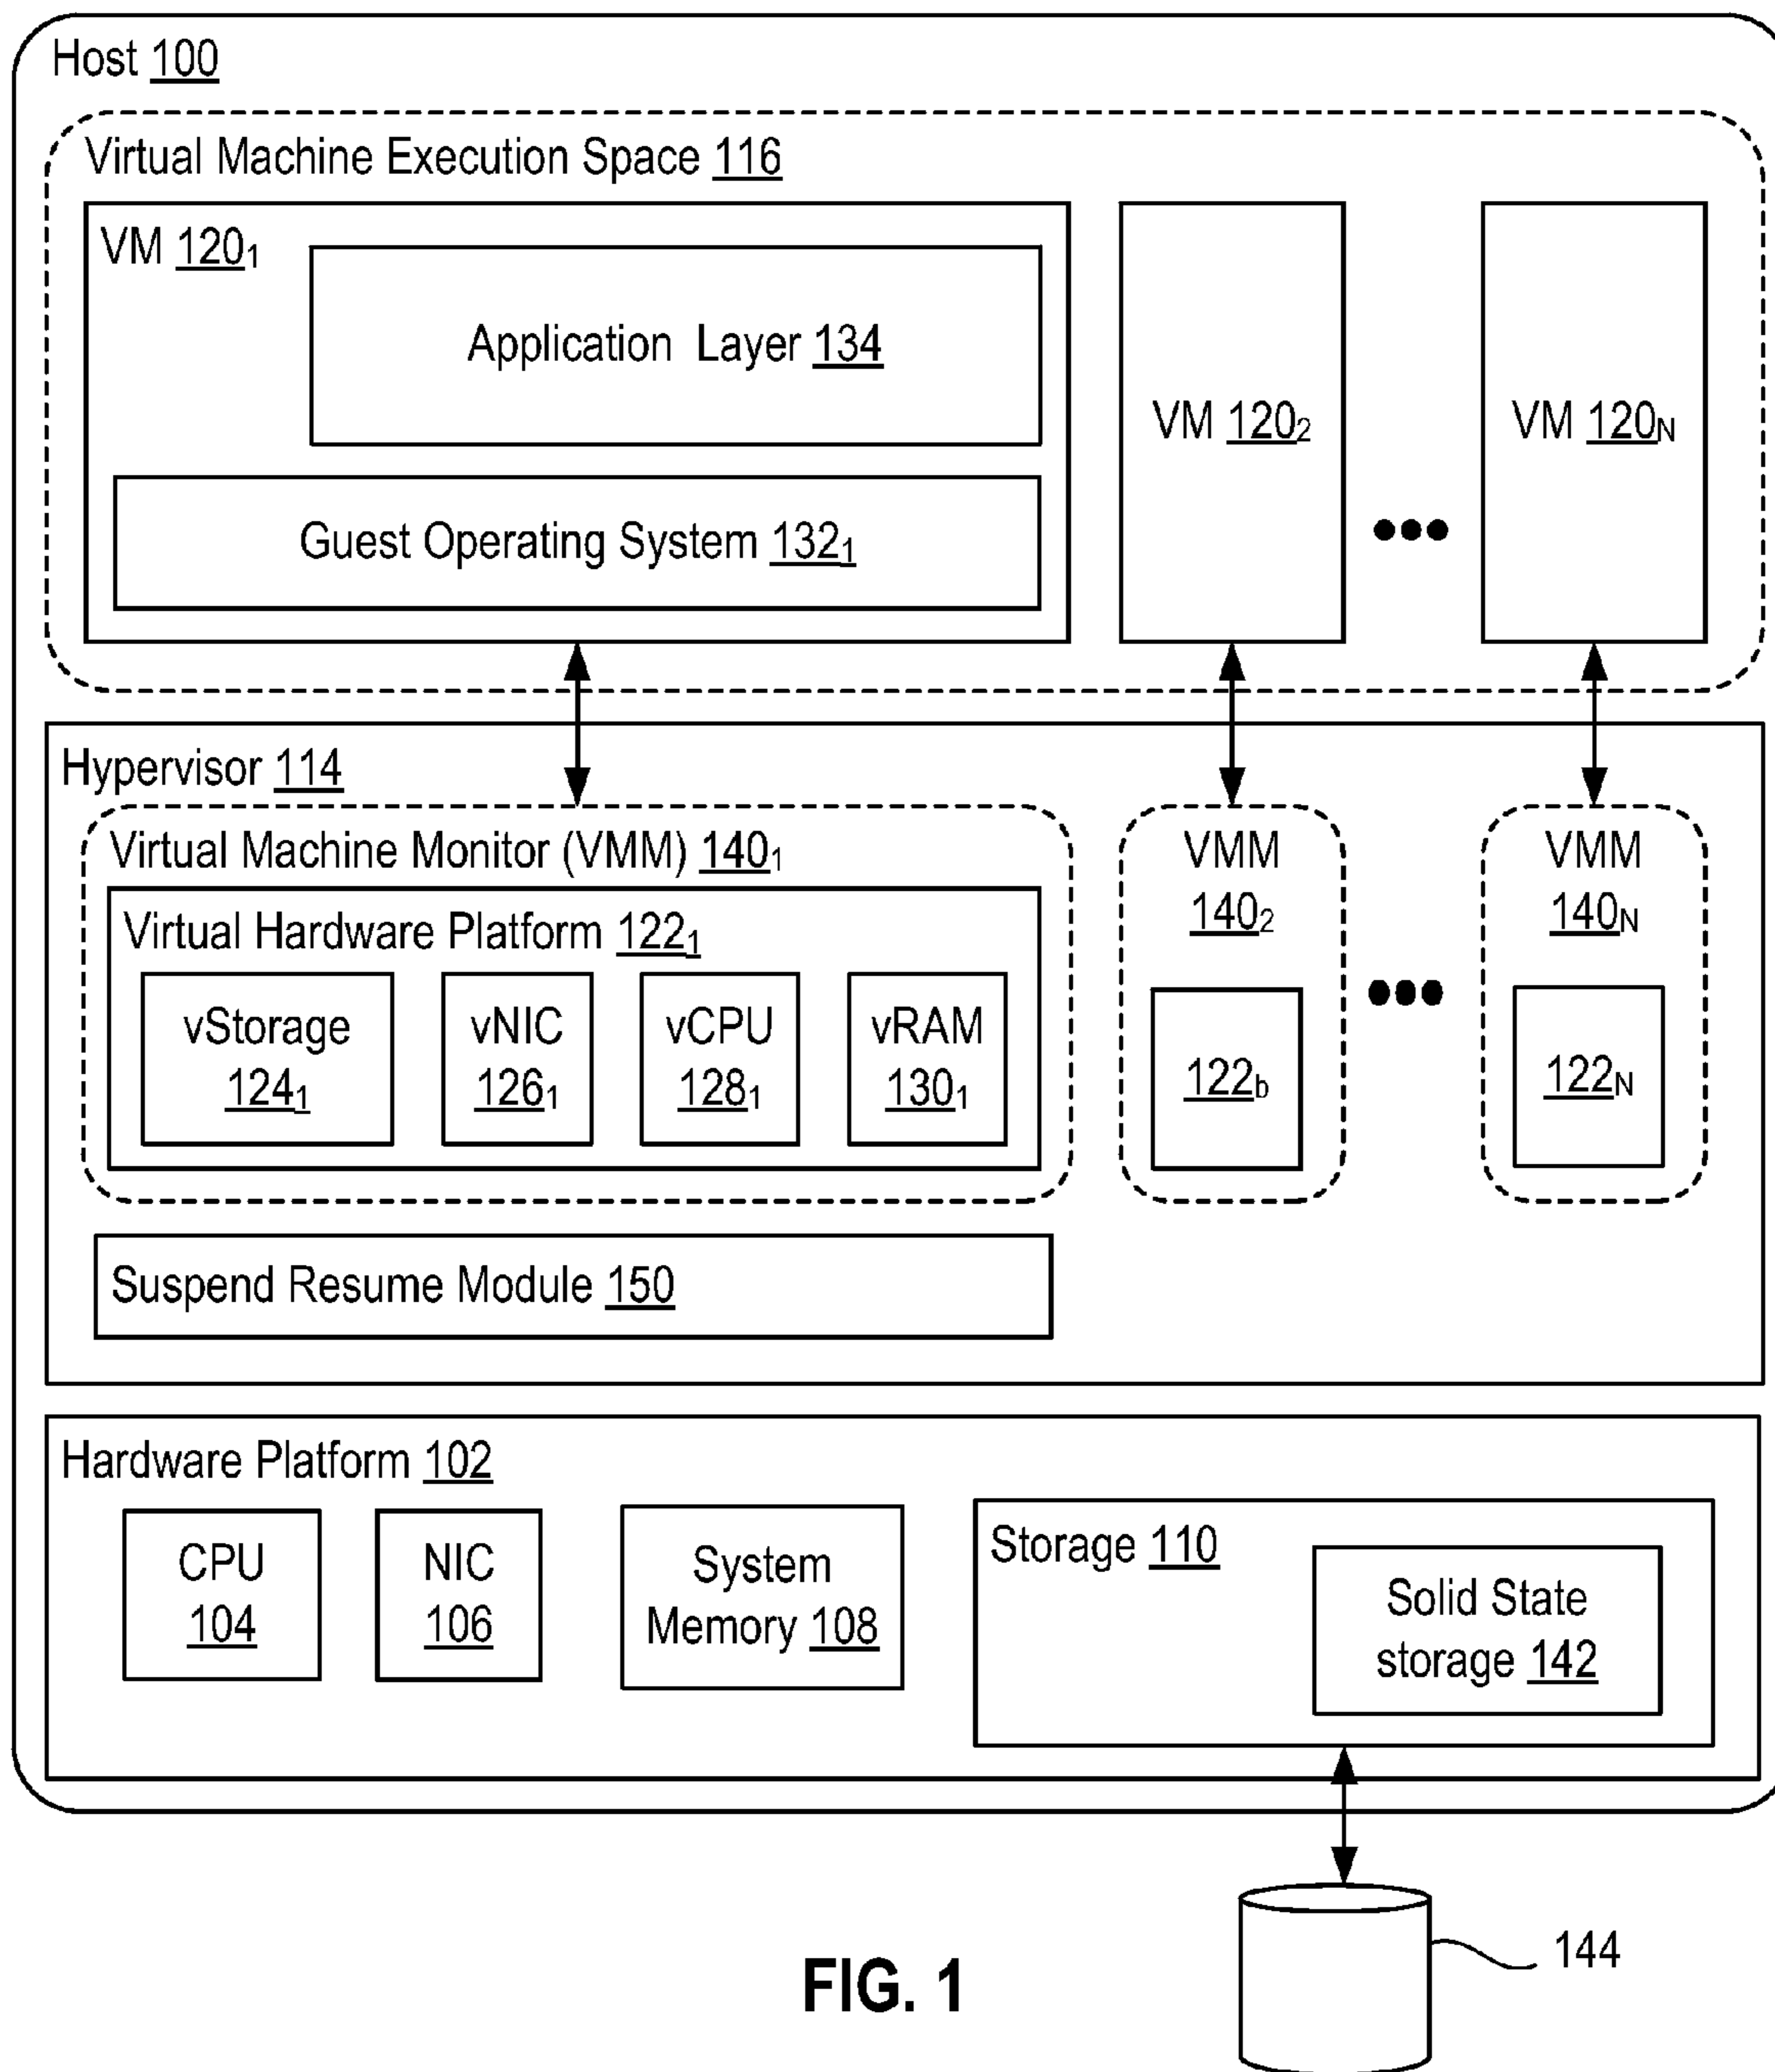 Host 100
Virtual Machine Execution Space 116
VM 120₁
Application Layer 134
Guest Operating System 132₁
VM 120₂
VM 120N
Hypervisor 114
Virtual Machine Monitor (VMM) 140₁
Virtual Hardware Platform 122₁
vStorage
124₁
vNIC
126₁
vCPU
128₁
vRAM
130₁
VMM
140₂
122b
VMM
140N
122N
Suspend Resume Module 150
Hardware Platform 102
CPU
104
NIC
106
System
Memory 108
Storage 110
Solid State
storage 142
144
FIG. 1